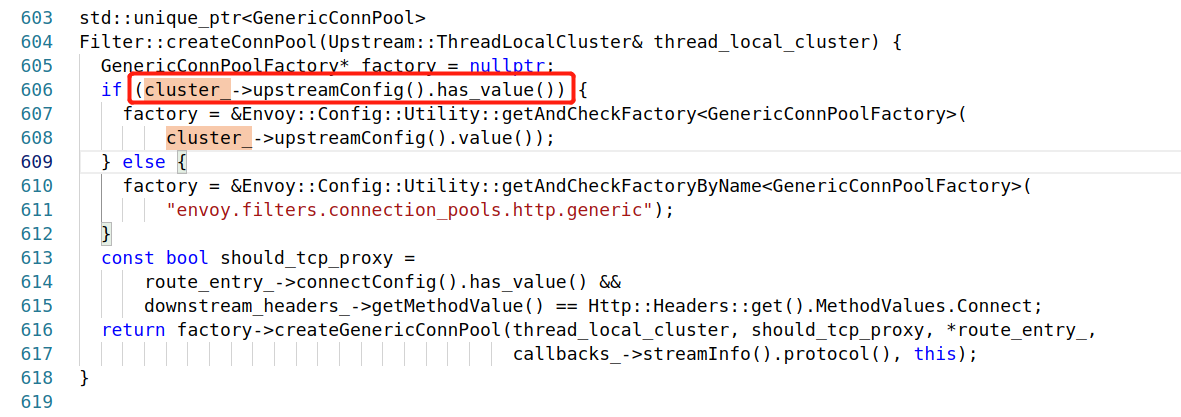 603 std::unique_ptr<GenericConnPool>
604 Filter::createConnPool(Upstream::ThreadLocalCluster& thread_local_cluster) {
605   GenericConnPoolFactory* factory = nullptr;
606   if (cluster_->upstreamConfig().has_value()) {
607     factory = &Envoy::Config::Utility::getAndCheckFactory<GenericConnPoolFactory>(
608         cluster_->upstreamConfig().value());
609   } else {
610     factory = &Envoy::Config::Utility::getAndCheckFactoryByName<GenericConnPoolFactory>(
611         "envoy.filters.connection_pools.http.generic");
612   }
613   const bool should_tcp_proxy =
614       route_entry_->connectConfig().has_value() &&
615       downstream_headers_->getMethodValue() == Http::Headers::get().MethodValues.Connect;
616   return factory->createGenericConnPool(thread_local_cluster, should_tcp_proxy, *route_entry_,
617                                         callbacks_->streamInfo().protocol(), this);
618 }
619